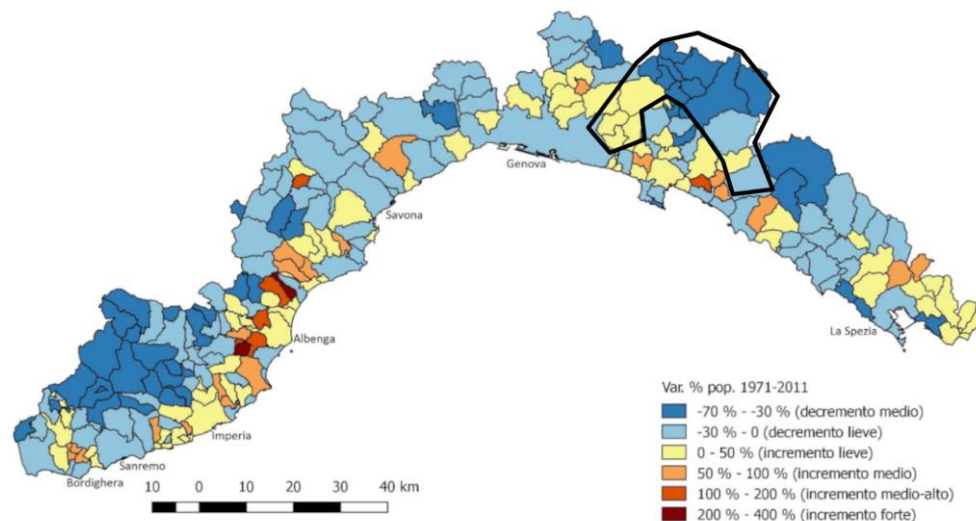 Genova
Savona
Albenga
La Spezia
Imperia
Sanremo
Bordighera
Var. % pop. 1971-2011
-70 % - -30 % (decremento medio)
-30 % - 0 (decremento lieve)
0 - 50 % (incremento lieve)
50 % - 100 % (incremento medio)
100 % - 200 % (incremento medio-alto)
200 % - 400 % (incremento forte)
10 0 10 20 30 40 km